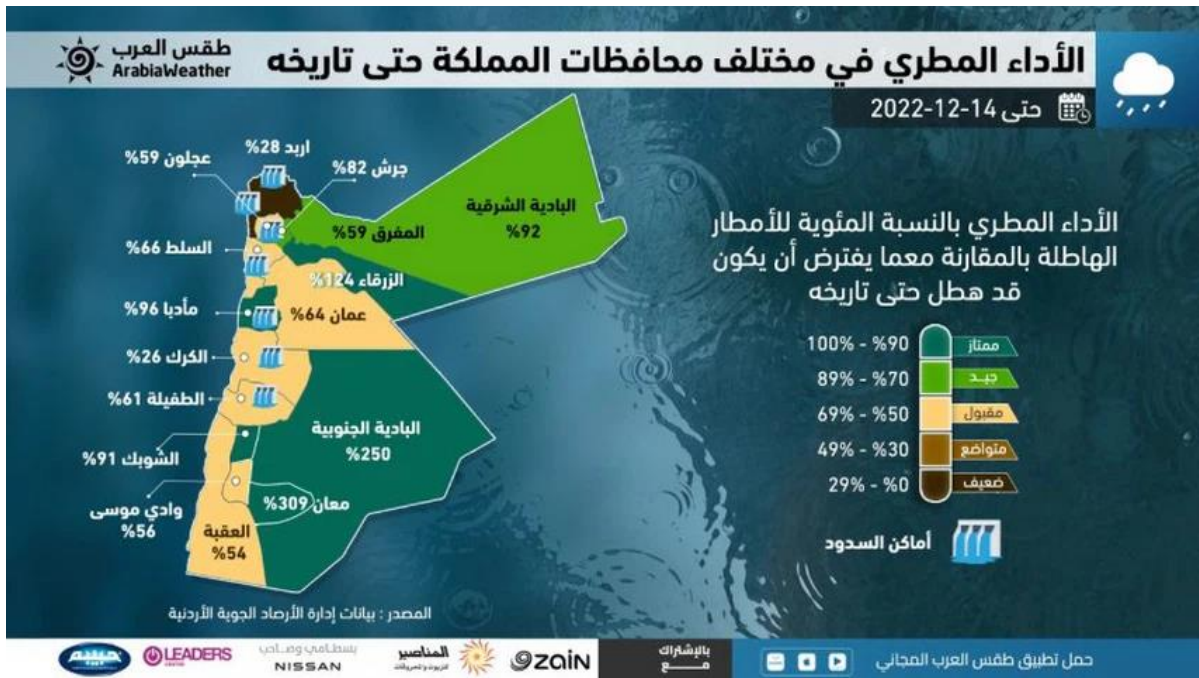 طقس العرب
ArabiaWeather
الأداء المطري في مختلف محافظات المملكة حتى تاريخه
حتى 14-12-2022
اربد 28%
عجلون 59%
جرش 82%
البادية الشرقية
%92
المفرق 59%
السلط 66%
الزرقاء 124%
مأدبا 96%
عمان 64%
الكرك 26%
الطفيلة 61%
البادية الجنوبية
%250
الشوبك 91%
معان 309%
وادي موسى
%56
العقبة
%54
الأداء المطري بالنسبة المئوية للأمطار
الهاطلة بالمقارنة معما يفترض أن يكون
قد هطل حتى تاريخه
ممتاز 90% - 100%
جيد 70% - 89%
مقبول 50% - 69%
متواضع 30% - 49%
ضعيف 0% - 29%
أماكن السدود
المصدر : بيانات إدارة الأرصاد الجوية الأردنية
حمل تطبيق طقس العرب المجاني
بالإشتراك
مع
zain
المناصير
للزيوت والمحروقات
بسطامي وصاحب
NISSAN
LEADERS
CENTER